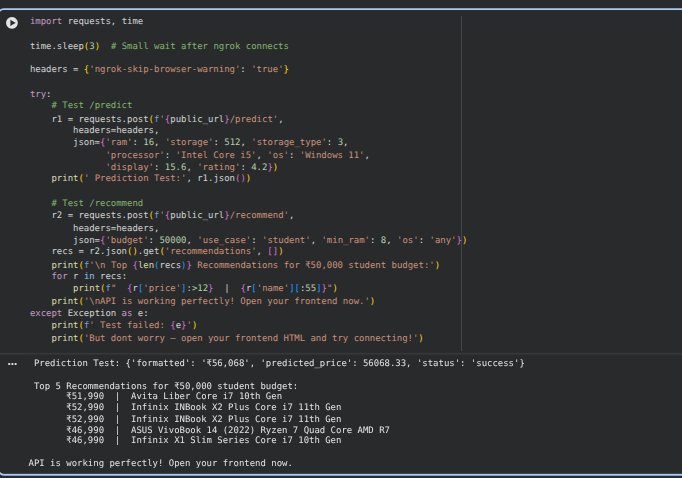 import requests, time
time.sleep(3)  # Small wait after ngrok connects
headers = {'ngrok-skip-browser-warning': 'true'}
try:
    # Test /predict
    r1 = requests.post(f'{public_url}/predict',
        headers=headers,
        json={'ram': 16, 'storage': 512, 'storage_type': 3,
              'processor': 'Intel Core i5', 'os': 'Windows 11',
              'display': 15.6, 'rating': 4.2})
    print(' Prediction Test:', r1.json())
    # Test /recommend
    r2 = requests.post(f'{public_url}/recommend',
        headers=headers,
        json={'budget': 50000, 'use_case': 'student', 'min_ram': 8, 'os': 'any'})
    recs = r2.json().get('recommendations', [])
    print(f'\n Top {len(recs)} Recommendations for ₹50,000 student budget:')
    for r in recs:
        print(f"  {r['price']:>12}  |  {r['name'][:55]}")
    print('\nAPI is working perfectly! Open your frontend now.')
except Exception as e:
    print(f' Test failed: {e}')
    print('But dont worry — open your frontend HTML and try connecting!')
Prediction Test: {'formatted': '₹56,068', 'predicted_price': 56068.33, 'status': 'success'}
Top 5 Recommendations for ₹50,000 student budget:
₹51,990  |  Avita Liber Core i7 10th Gen
₹52,990  |  Infinix INBook X2 Plus Core i7 11th Gen
₹52,990  |  Infinix INBook X2 Plus Core i7 11th Gen
₹46,990  |  ASUS VivoBook 14 (2022) Ryzen 7 Quad Core AMD R7
₹46,990  |  Infinix X1 Slim Series Core i7 10th Gen
API is working perfectly! Open your frontend now.